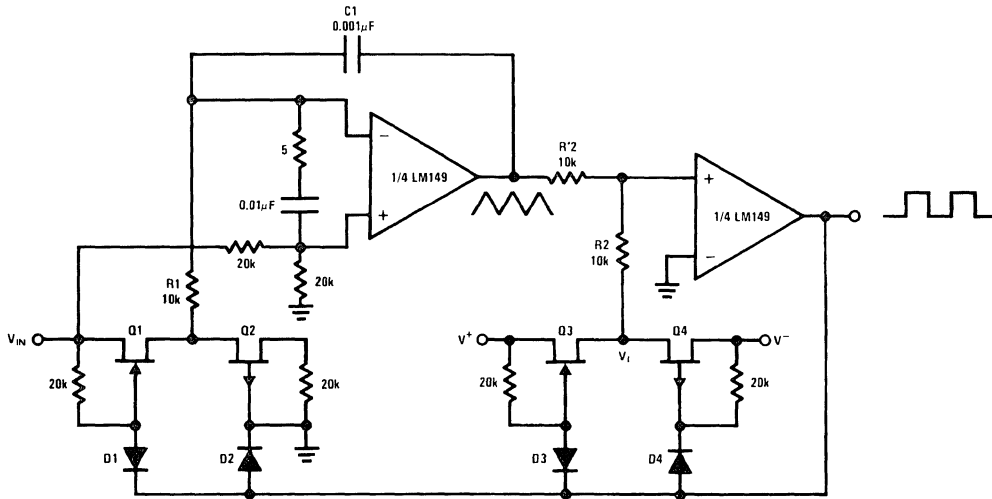 C1
0.001µF
5
−
+
1/4 LM149
0.01µF
20k
20k
R1
10k
R'2
10k
R2
10k
+
−
1/4 LM149
VIN
Q1
Q2
20k
20k
D1
D2
V+
Q3
Vi
Q4
V−
20k
20k
D3
D4